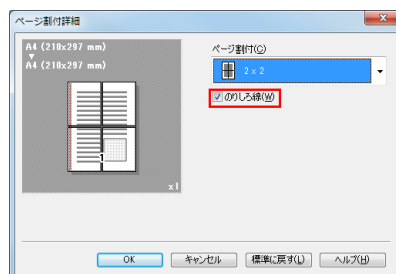 ページ割付詳細
A4 (210x297 mm)
A4 (210x297 mm)
1
x1
ページ割付(C)
2 x 2
のりしろ線(W)
OK
キャンセル
標準に戻す(L)
ヘルプ(H)